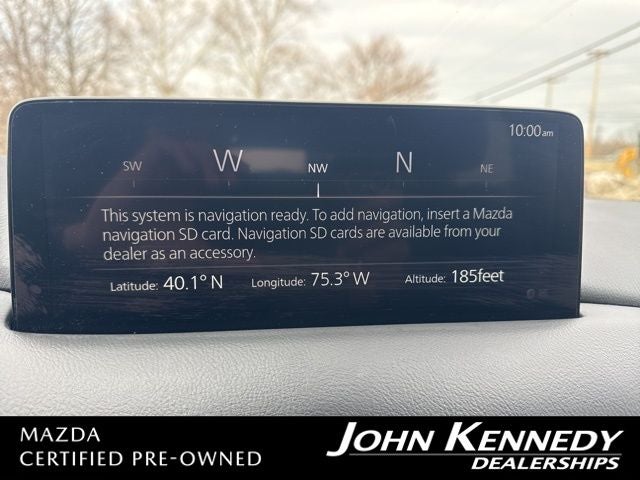 10:00am
SW W NW N NE
This system is navigation ready. To add navigation, insert a Mazda
navigation SD card. Navigation SD cards are available from your
dealer as an accessory.
Latitude: 40.1° N Longitude: 75.3° W Altitude: 185feet
MAZDA
CERTIFIED PRE-OWNED
JOHN KENNEDY
DEALERSHIPS